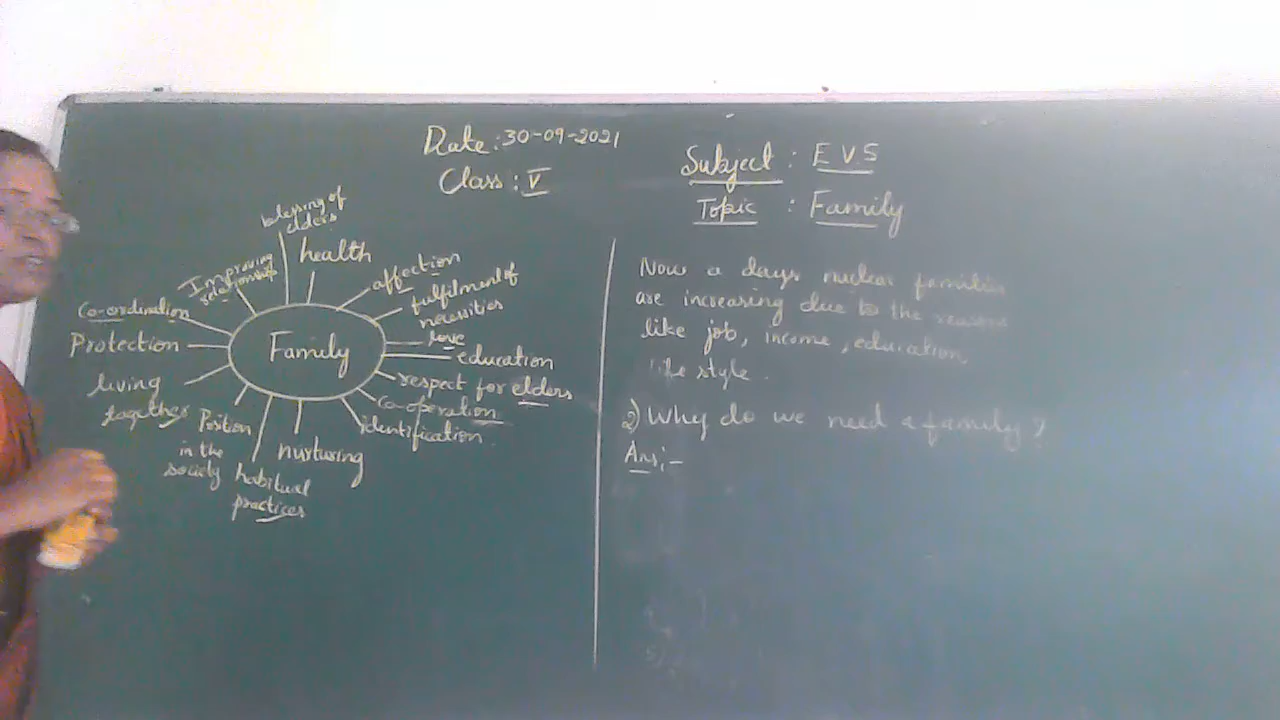 Date: 30-09-2021
Class: V
Subject: E V S
Topic: Family
blessing of
elders
health
affection
fulfilment of
necessities
love
education
respect for elders
Co-operation
identification
nurturing
habitual
practices
Position
in the
society
living
together
Protection
Co-ordination
Improving
relationships
Family
Now a days nuclear families
are increasing due to the reasons
like job, income, education,
life style.
2) Why do we need a family?
Ans:-